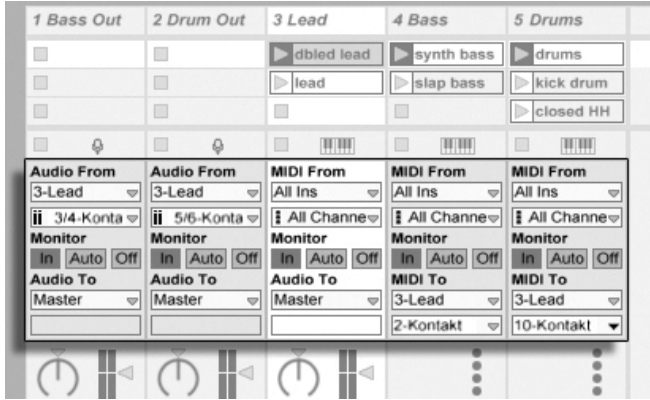 1 Bass Out 2 Drum Out 3 Lead 4 Bass 5 Drums
dbled lead synth bass drums
lead slap bass kick drum
closed HH
Audio From Audio From MIDI From MIDI From MIDI From
3-Lead 3-Lead All Ins All Ins All Ins
3/4-Konta 5/6-Konta All Channe All Channe All Channe
Monitor Monitor Monitor Monitor Monitor
In Auto Off In Auto Off In Auto Off In Auto Off In Auto Off
Audio To Audio To Audio To MIDI To MIDI To
Master Master Master 3-Lead 3-Lead
2-Kontakt 10-Kontakt